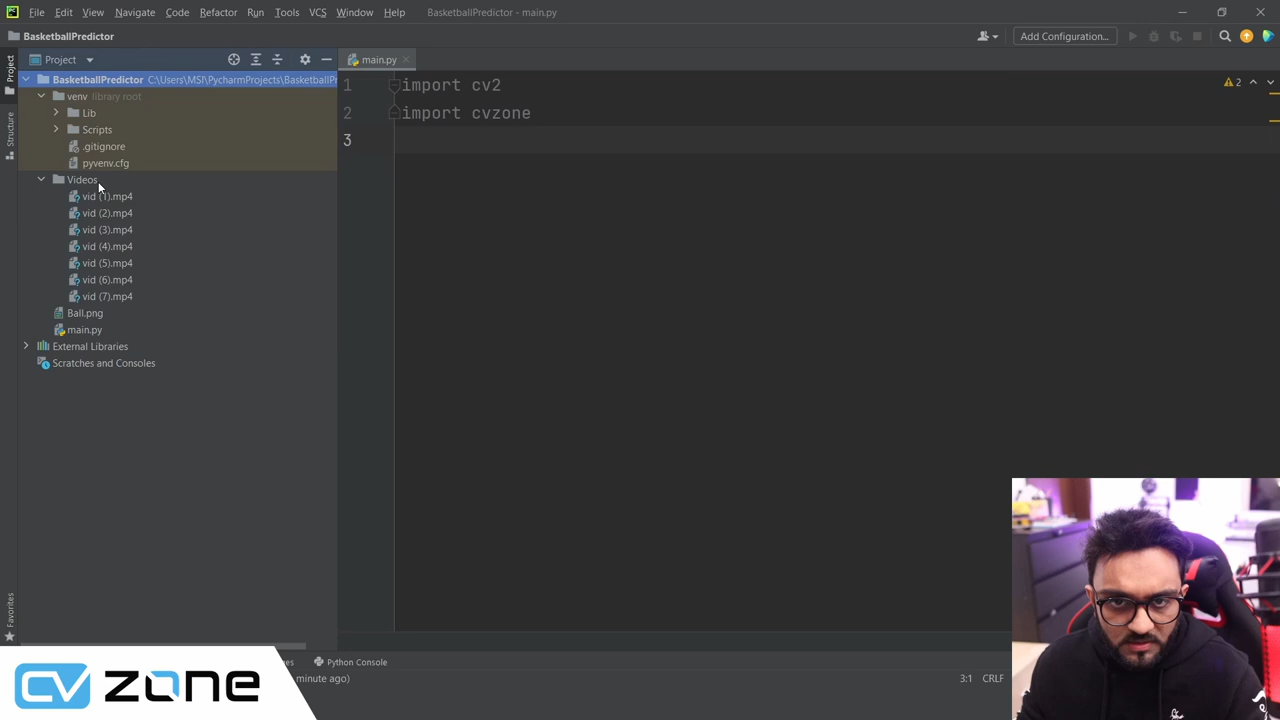 File Edit View Navigate Code Refactor Run Tools VCS Window Help BasketballPredictor - main.py
BasketballPredictor
Add Configuration...
Project
main.py
Project
Structure
Favorites
BasketballPredictor C:\Users\MSI\PycharmProjects\BasketballPr
venv library root
Lib
Scripts
.gitignore
pyvenv.cfg
Videos
vid (1).mp4
vid (2).mp4
vid (3).mp4
vid (4).mp4
vid (5).mp4
vid (6).mp4
vid (7).mp4
Ball.png
main.py
External Libraries
Scratches and Consoles
1 import cv2
2 import cvzone
3
2
Python Console
minute ago)
3:1 CRLF
CV ZONE